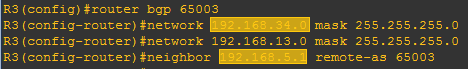 R3(config)#router bgp 65003
R3(config-router)#network 192.168.34.0 mask 255.255.255.0
R3(config-router)#network 192.168.13.0 mask 255.255.255.0
R3(config-router)#neighbor 192.168.5.1 remote-as 65003